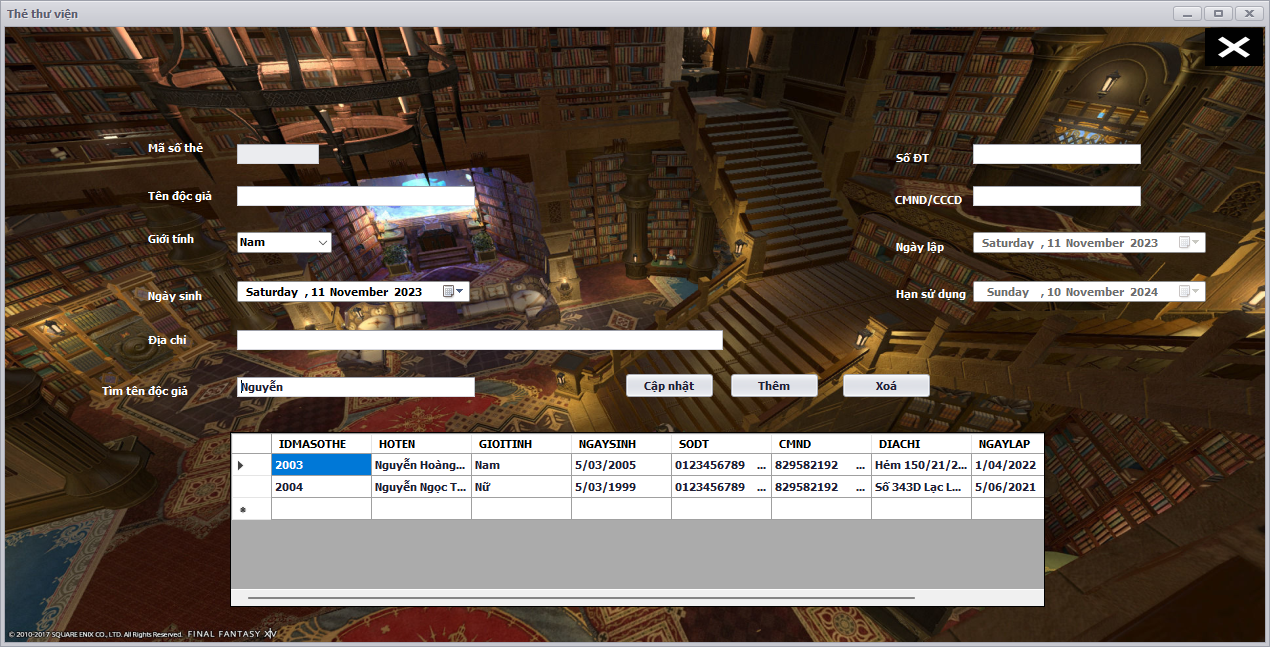 Thẻ thư viện
Mã số thẻ
Số ĐT
Tên độc giả
CMND/CCCD
Giới tính
Nam
Ngày lập
Saturday , 11 November 2023
Ngày sinh
Saturday , 11 November 2023
Hạn sử dụng
Sunday , 10 November 2024
Địa chỉ
Tìm tên độc giả
Nguyễn
Cập nhật
Thêm
Xoá
IDMASOTHE HOTEN GIOITINH NGAYSINH SODT CMND DIACHI NGAYLAP
2003 Nguyễn Hoàng... Nam 5/03/2005 0123456789 ... 829582192 ... Hẻm 150/21/2... 1/04/2022
2004 Nguyễn Ngọc T... Nữ 5/03/1999 0123456789 ... 829582192 ... Số 343D Lạc L... 5/06/2021
© 2010-2017 SQUARE ENIX CO., LTD. All Rights Reserved. FINAL FANTASY XIV